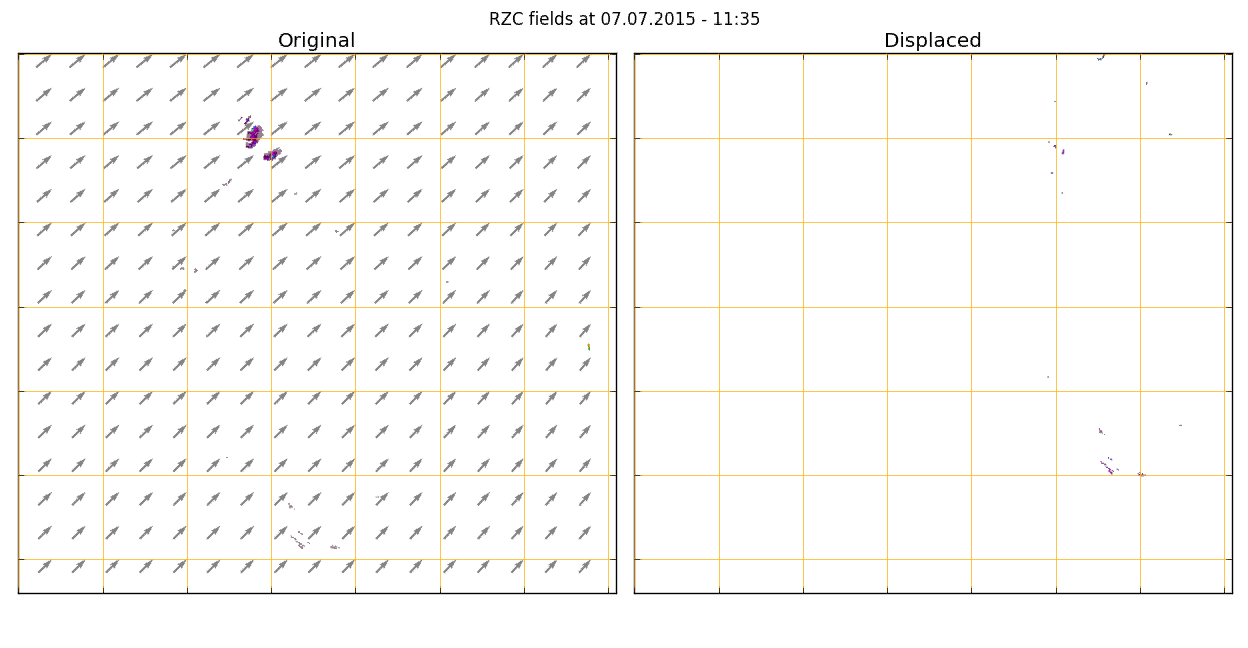 RZC fields at 07.07.2015 - 11:35
Original
Displaced